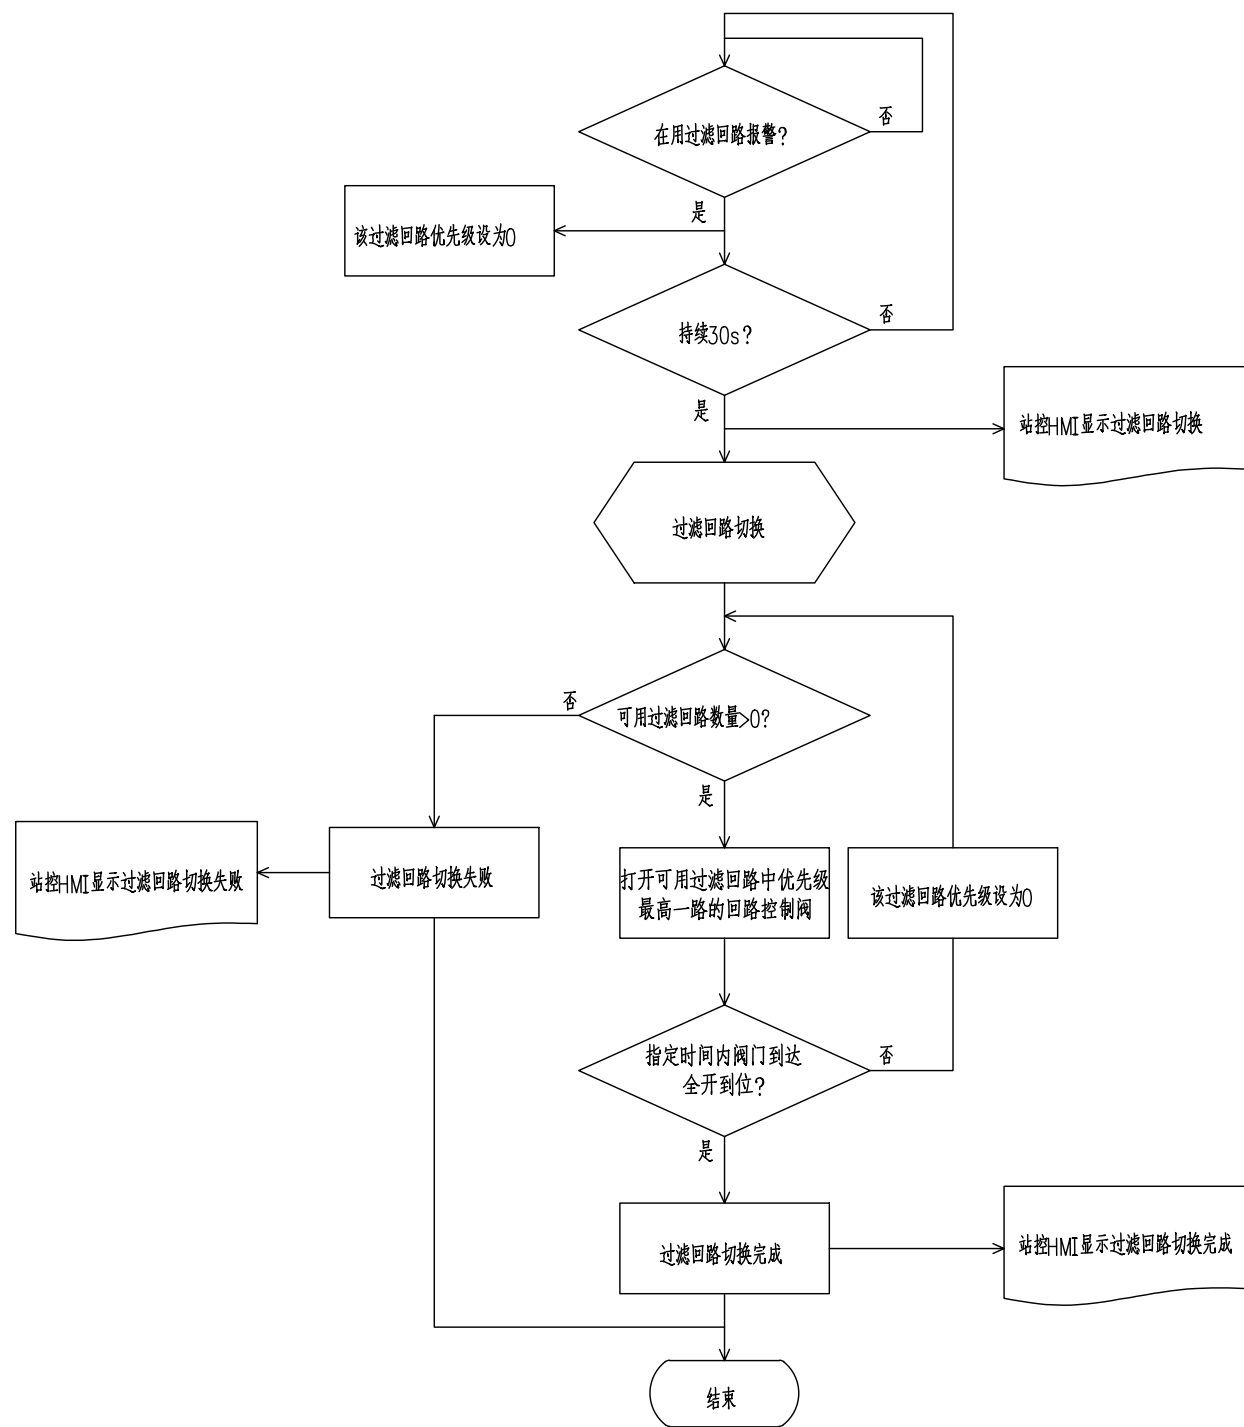 否
在用过滤回路报警?
是
该过滤回路优先级设为0
否
持续30s?
是
站控HMI显示过滤回路切换
过滤回路切换
否
可用过滤回路数量>0?
是
站控HMI显示过滤回路切换失败
过滤回路切换失败
打开可用过滤回路中优先级
最高一路的回路控制阀
该过滤回路优先级设为0
指定时间内阀门到达
全开到位?
否
是
过滤回路切换完成
站控HMI显示过滤回路切换完成
结束